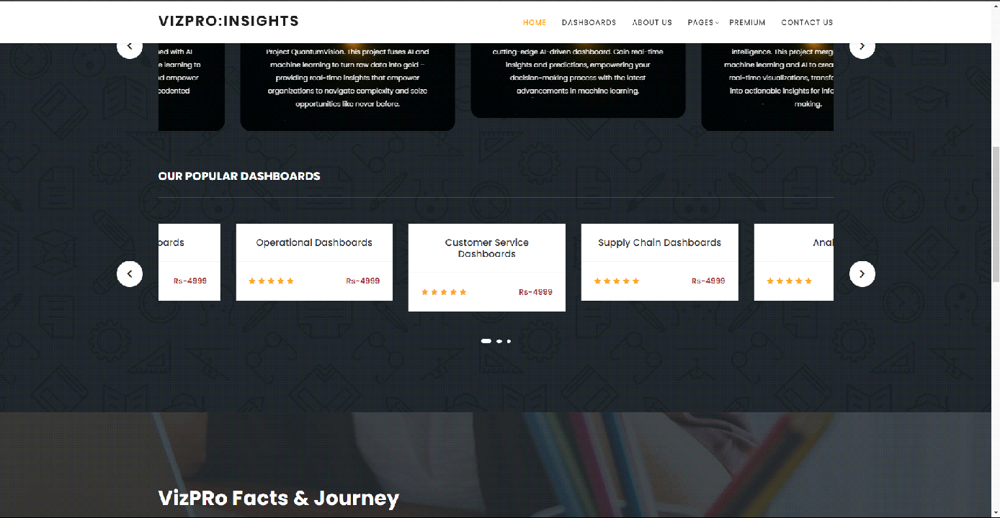 VIZPRO:INSIGHTS
HOME DASHBOARDS ABOUT US PAGES PREMIUM CONTACT US
ed with AI
e learning to
d empower
edented
Project QuantumVision. This project fuses AI and
machine learning to turn raw data into gold –
providing real-time insights that empower
organizations to navigate complexity and seize
opportunities like never before.
cutting-edge AI-driven dashboard. Gain real-time
insights and predictions, empowering your
decision-making process with the latest
advancements in machine learning.
intelligence. This project merg
machine learning and AI to crea
real-time visualizations, transfo
into actionable insights for info
making.
OUR POPULAR DASHBOARDS
oards
Rs-4999
Operational Dashboards
Rs-4999
Customer Service
Dashboards
Rs-4999
Supply Chain Dashboards
Rs-4999
Anal
VizPRo Facts & Journey